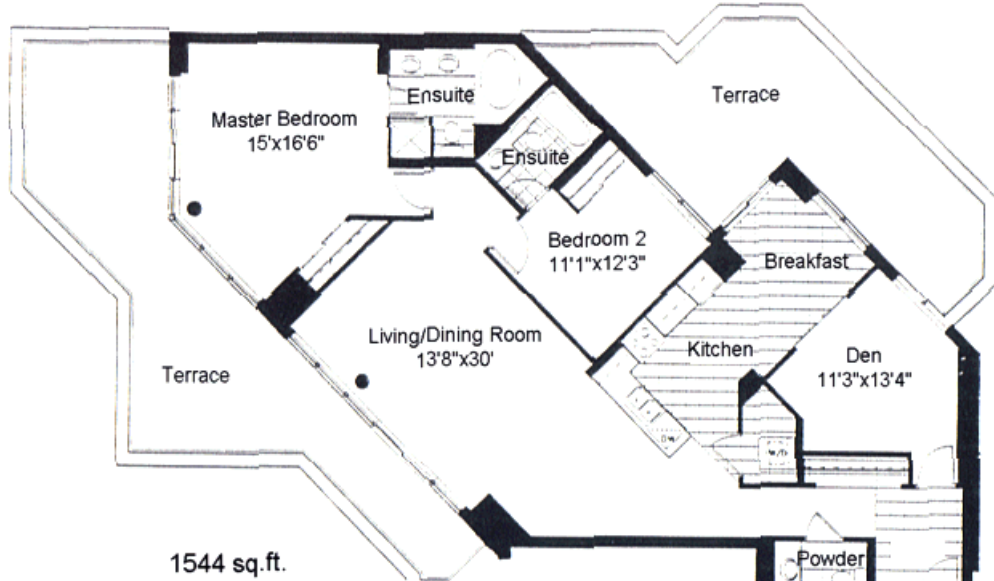 Terrace
Ensuite
Master Bedroom
15'x16'6"
Ensuite
Bedroom 2
11'1"x12'3"
Breakfast
Living/Dining Room
13'8"x30'
Kitchen
Den
11'3"x13'4"
Terrace
D/W
W/D
1544 sq.ft.
Powder